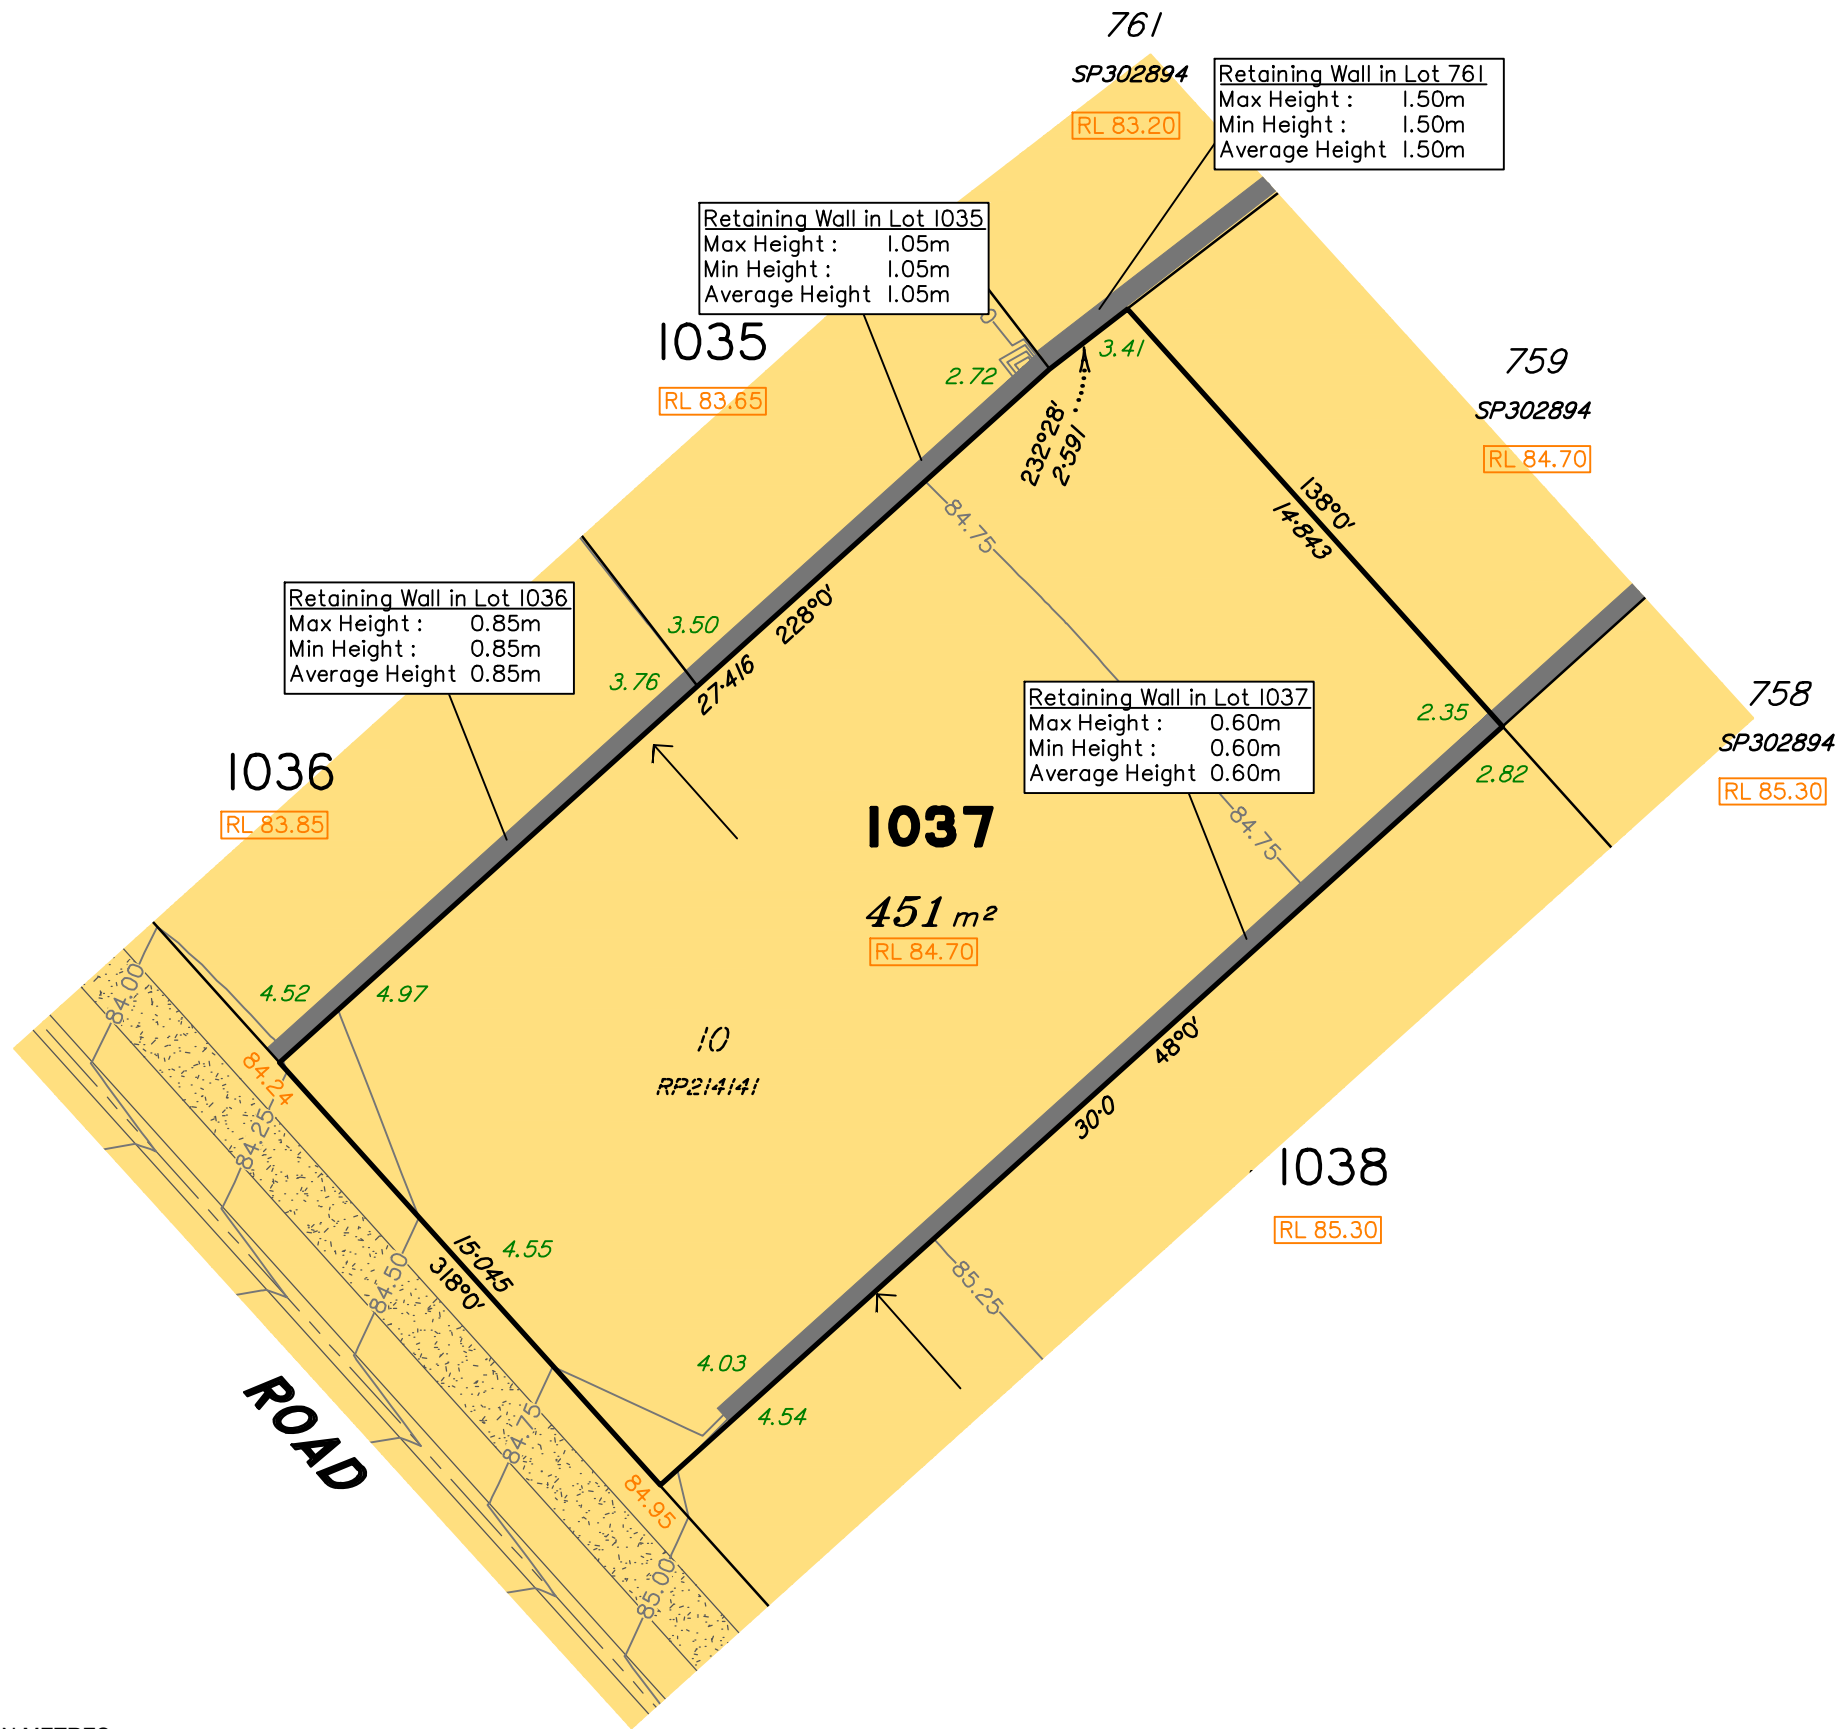 761
SP302894
RL 83.20
Retaining Wall in Lot 761
Max Height : 1.50m
Min Height : 1.50m
Average Height 1.50m
Retaining Wall in Lot 1035
Max Height : 1.05m
Min Height : 1.05m
Average Height 1.05m
1035
RL 83.65
2.72
3.41
759
SP302894
RL 84.70
232°28'
2·591
138°0'
14·843
84.75
Retaining Wall in Lot 1036
Max Height : 0.85m
Min Height : 0.85m
Average Height 0.85m
3.50
228°0'
3.76
27·416
Retaining Wall in Lot 1037
Max Height : 0.60m
Min Height : 0.60m
Average Height 0.60m
2.35
2.82
758
SP302894
RL 85.30
1036
RL 83.85
1037
451 m²
RL 84.70
84.75
84.00
4.52
4.97
84.24
84.25
10
RP214141
48°0'
30·0
1038
RL 85.30
15·045
318°0'
4.55
84.50
85.25
4.03
4.54
ROAD
84.75
84.95
85.00